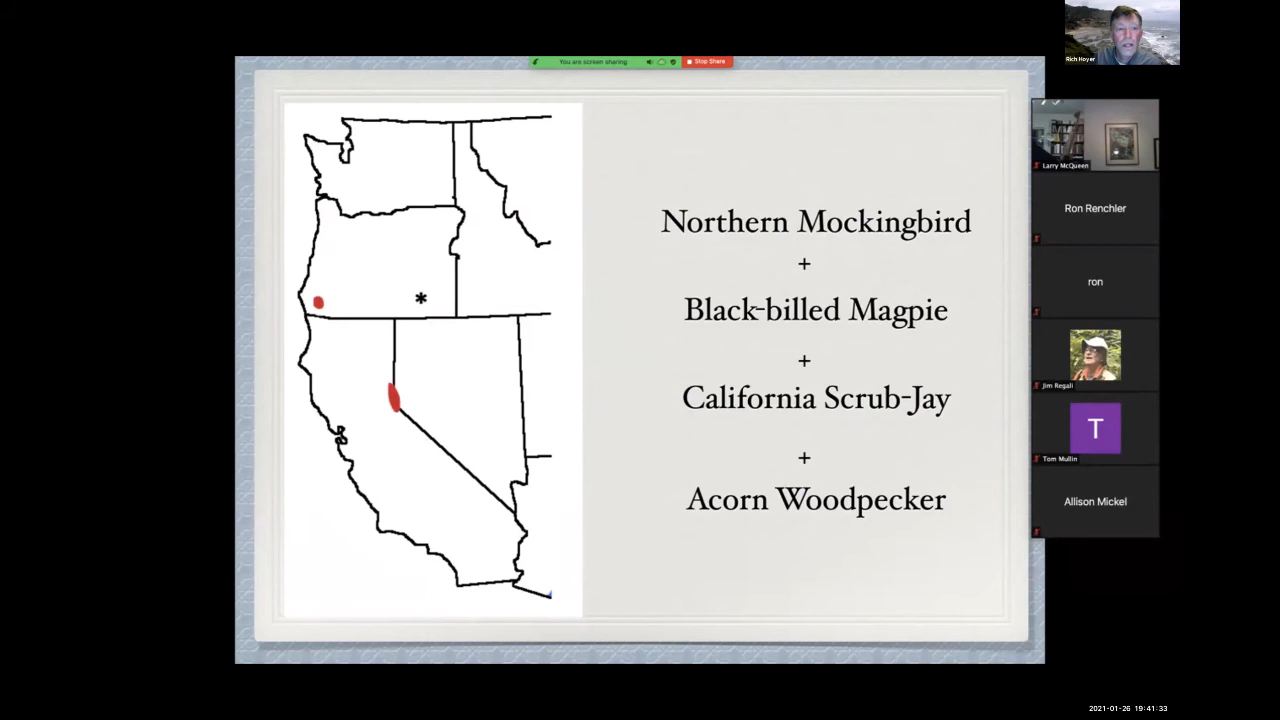 You are screen sharing
Stop Share
Rich Hoyer
Northern Mockingbird
+
Black-billed Magpie
+
California Scrub-Jay
+
Acorn Woodpecker
*
Larry McQueen
Ron Renchler
ron
Jim Regali
T
Tom Mullin
Allison Mickel
2021-01-26 19:41:33